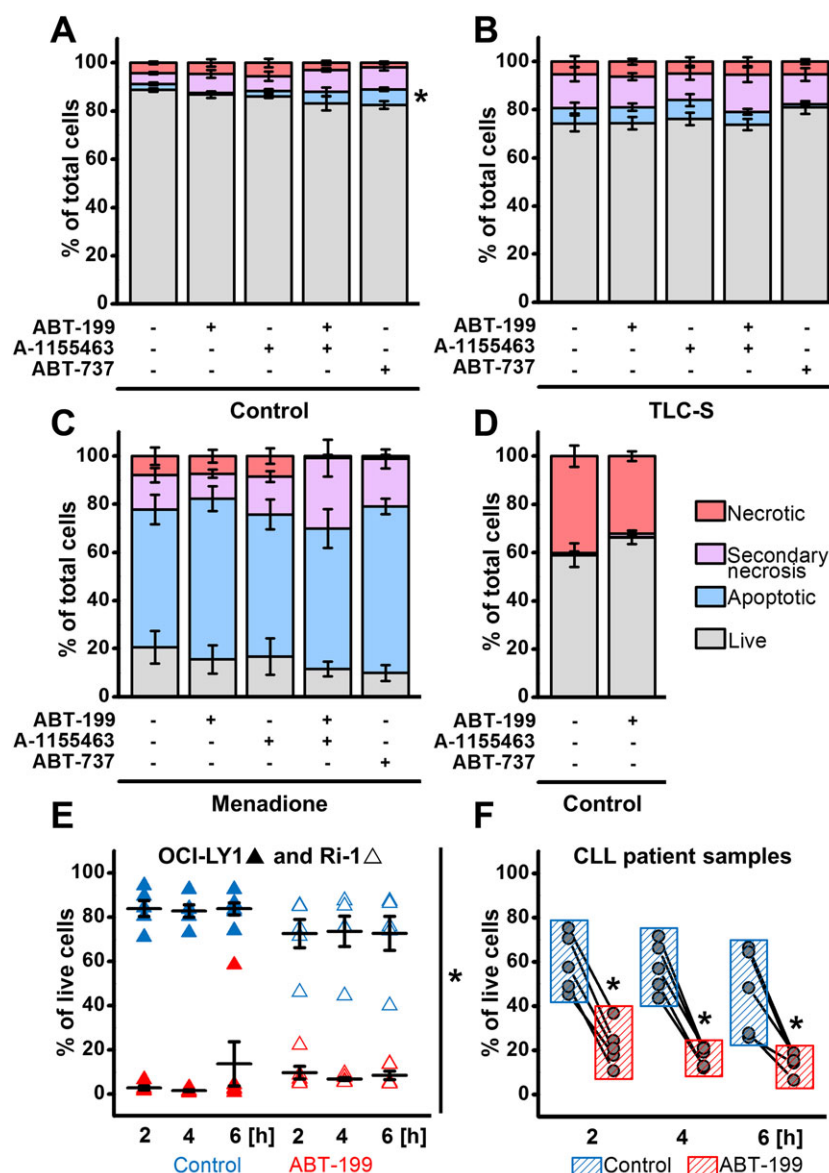 A
% of total cells
100
80
60
40
20
0
*
ABT-199 - + - + -
A-1155463 - - + + -
ABT-737 - - - - +
Control
B
% of total cells
100
80
60
40
20
0
ABT-199 - + - + -
A-1155463 - - + + -
ABT-737 - - - - +
TLC-S
C
% of total cells
100
80
60
40
20
0
ABT-199 - + - + -
A-1155463 - - + + -
ABT-737 - - - - +
Menadione
D
% of total cells
100
80
60
40
20
0
ABT-199 - +
A-1155463 - -
ABT-737 - -
Control
Necrotic
Secondary
necrosis
Apoptotic
Live
E
OCI-LY1▲ and Ri-1△
% of live cells
100
80
60
40
20
0
*
2 4 6 [h] 2 4 6 [h]
Control ABT-199
F
CLL patient samples
% of live cells
100
80
60
40
20
0
* * *
2 4 6 [h]
Control ABT-199